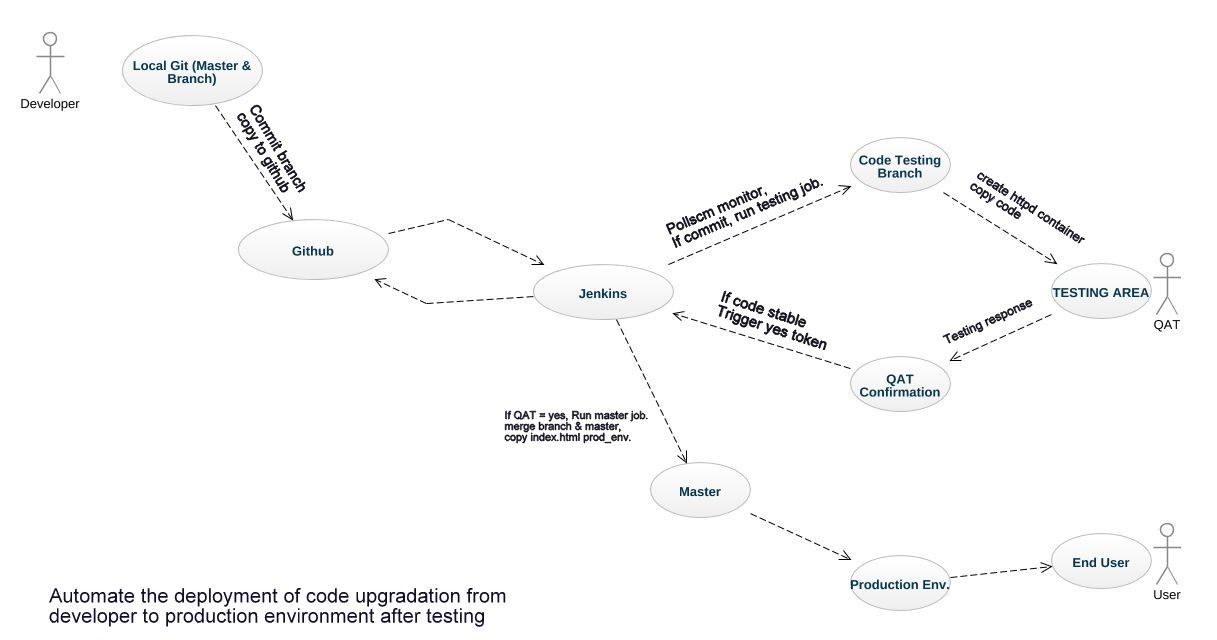 Developer
Local Git (Master &
Branch)
Commit branch
copy to github
Github
Jenkins
Pollscm monitor,
If commit, run testing job.
Code Testing
Branch
create httpd container
copy code
TESTING AREA
QAT
Testing response
QAT
Confirmation
If code stable
Trigger yes token
If QAT = yes, Run master job.
merge branch & master,
copy index.html prod_env.
Master
Production Env.
End User
User
Automate the deployment of code upgradation from
developer to production environment after testing